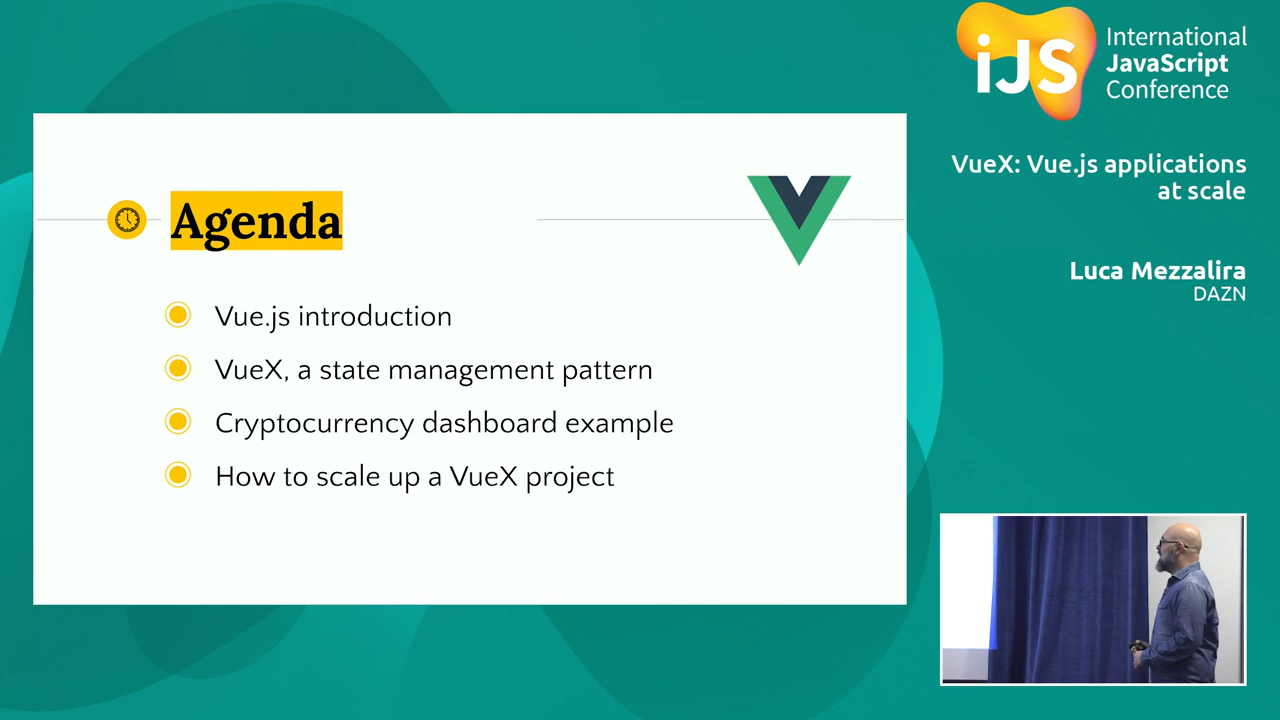 iJS
International
JavaScript
Conference
VueX: Vue.js applications
at scale
Luca Mezzalira
DAZN
Agenda
Vue.js introduction
VueX, a state management pattern
Cryptocurrency dashboard example
How to scale up a VueX project